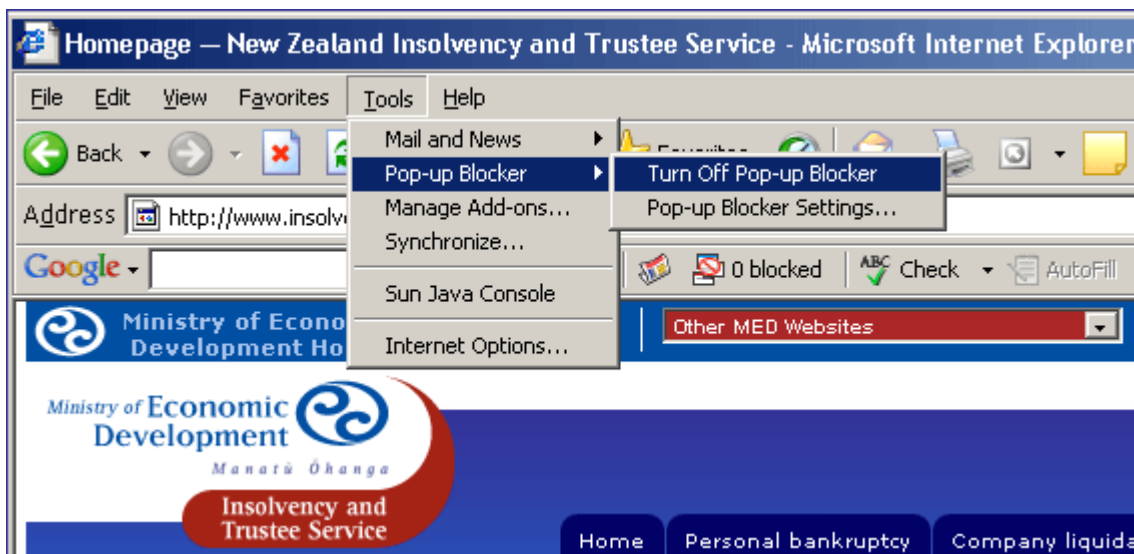 Homepage — New Zealand Insolvency and Trustee Service - Microsoft Internet Explorer
File Edit View Favorites Tools Help
Back
Mail and News
Pop-up Blocker
Manage Add-ons...
Synchronize...
Sun Java Console
Internet Options...
Turn Off Pop-up Blocker
Pop-up Blocker Settings...
Address http://www.insolv
Google 0 blocked ABC Check AutoFill
Ministry of Econo
Development Ho
Other MED Websites
Ministry of Economic
Development
Manatū Ōhanga
Insolvency and
Trustee Service
Home Personal bankruptcy Company liquida